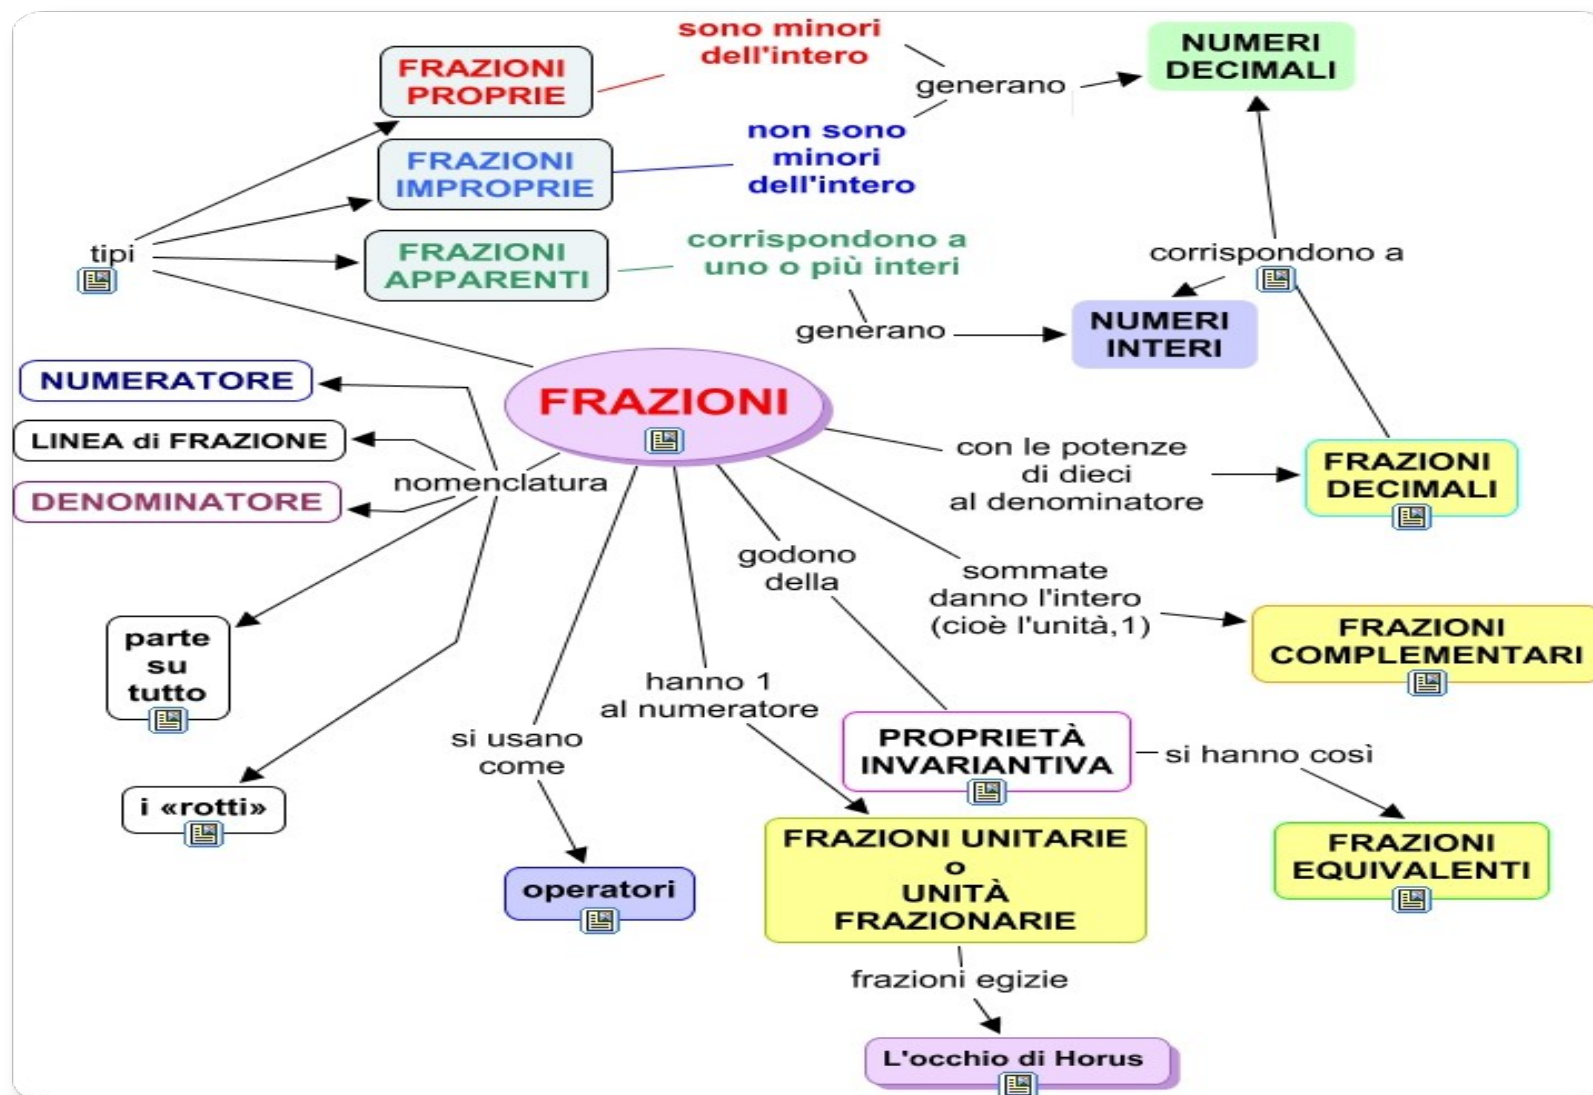 sono minori
dell'intero
NUMERI
DECIMALI
FRAZIONI
PROPRIE
generano
non sono
minori
dell'intero
FRAZIONI
IMPROPRIE
tipi
FRAZIONI
APPARENTI
corrispondono a
uno o più interi
corrispondono a
generano
NUMERI
INTERI
NUMERATORE
FRAZIONI
LINEA di FRAZIONE
DENOMINATORE
nomenclatura
con le potenze
di dieci
al denominatore
FRAZIONI
DECIMALI
godono
della
sommate
danno l'intero
(cioè l'unità,1)
FRAZIONI
COMPLEMENTARI
parte
su
tutto
hanno 1
al numeratore
si usano
come
PROPRIETÀ
INVARIANTIVA
si hanno così
i «rotti»
FRAZIONI UNITARIE
o
UNITÀ
FRAZIONARIE
FRAZIONI
EQUIVALENTI
operatori
frazioni egizie
L'occhio di Horus